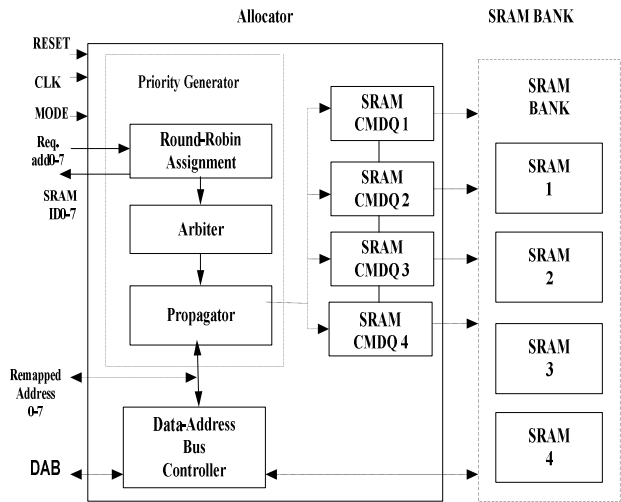 Allocator
SRAM BANK
RESET
CLK
MODE
Req.
add0-7
SRAM
ID0-7
Remapped
Address
0-7
DAB
Priority Generator
Round-Robin
Assignment
Arbiter
Propagator
Data-Address
Bus
Controller
SRAM
CMDQ 1
SRAM
CMDQ 2
SRAM
CMDQ 3
SRAM
CMDQ 4
SRAM
BANK
SRAM
1
SRAM
2
SRAM
3
SRAM
4